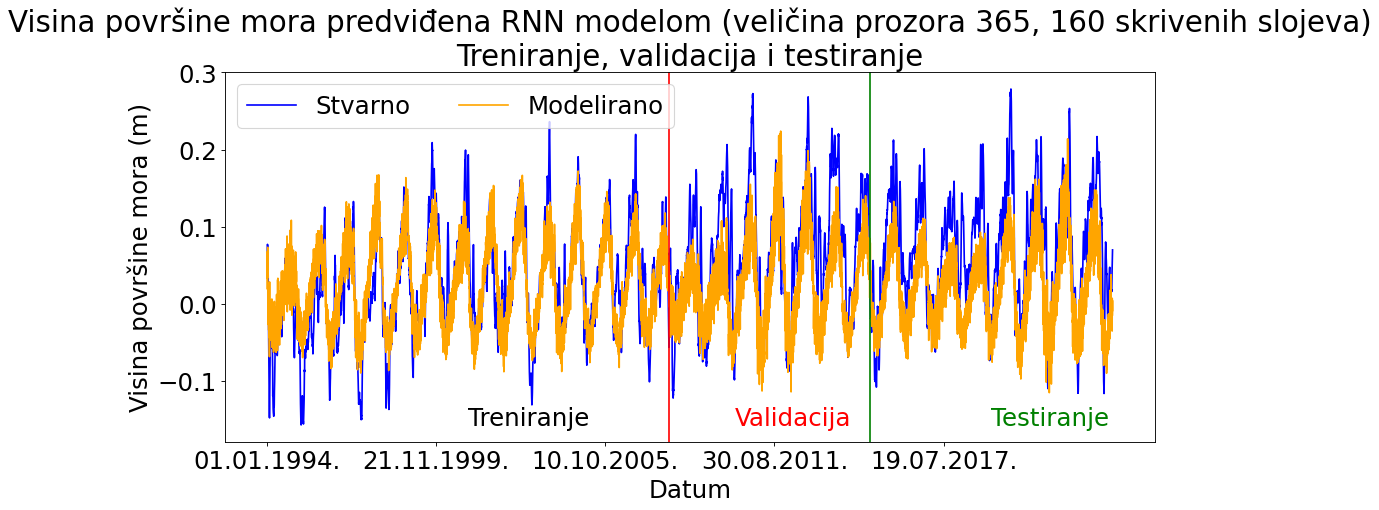 Visina površine mora predviđena RNN modelom (veličina prozora 365, 160 skrivenih slojeva)
Treniranje, validacija i testiranje
Stvarno
Modelirano
Visina površine mora (m)
0.3
0.2
0.1
0.0
−0.1
Treniranje
Validacija
Testiranje
01.01.1994.
21.11.1999.
10.10.2005.
30.08.2011.
19.07.2017.
Datum